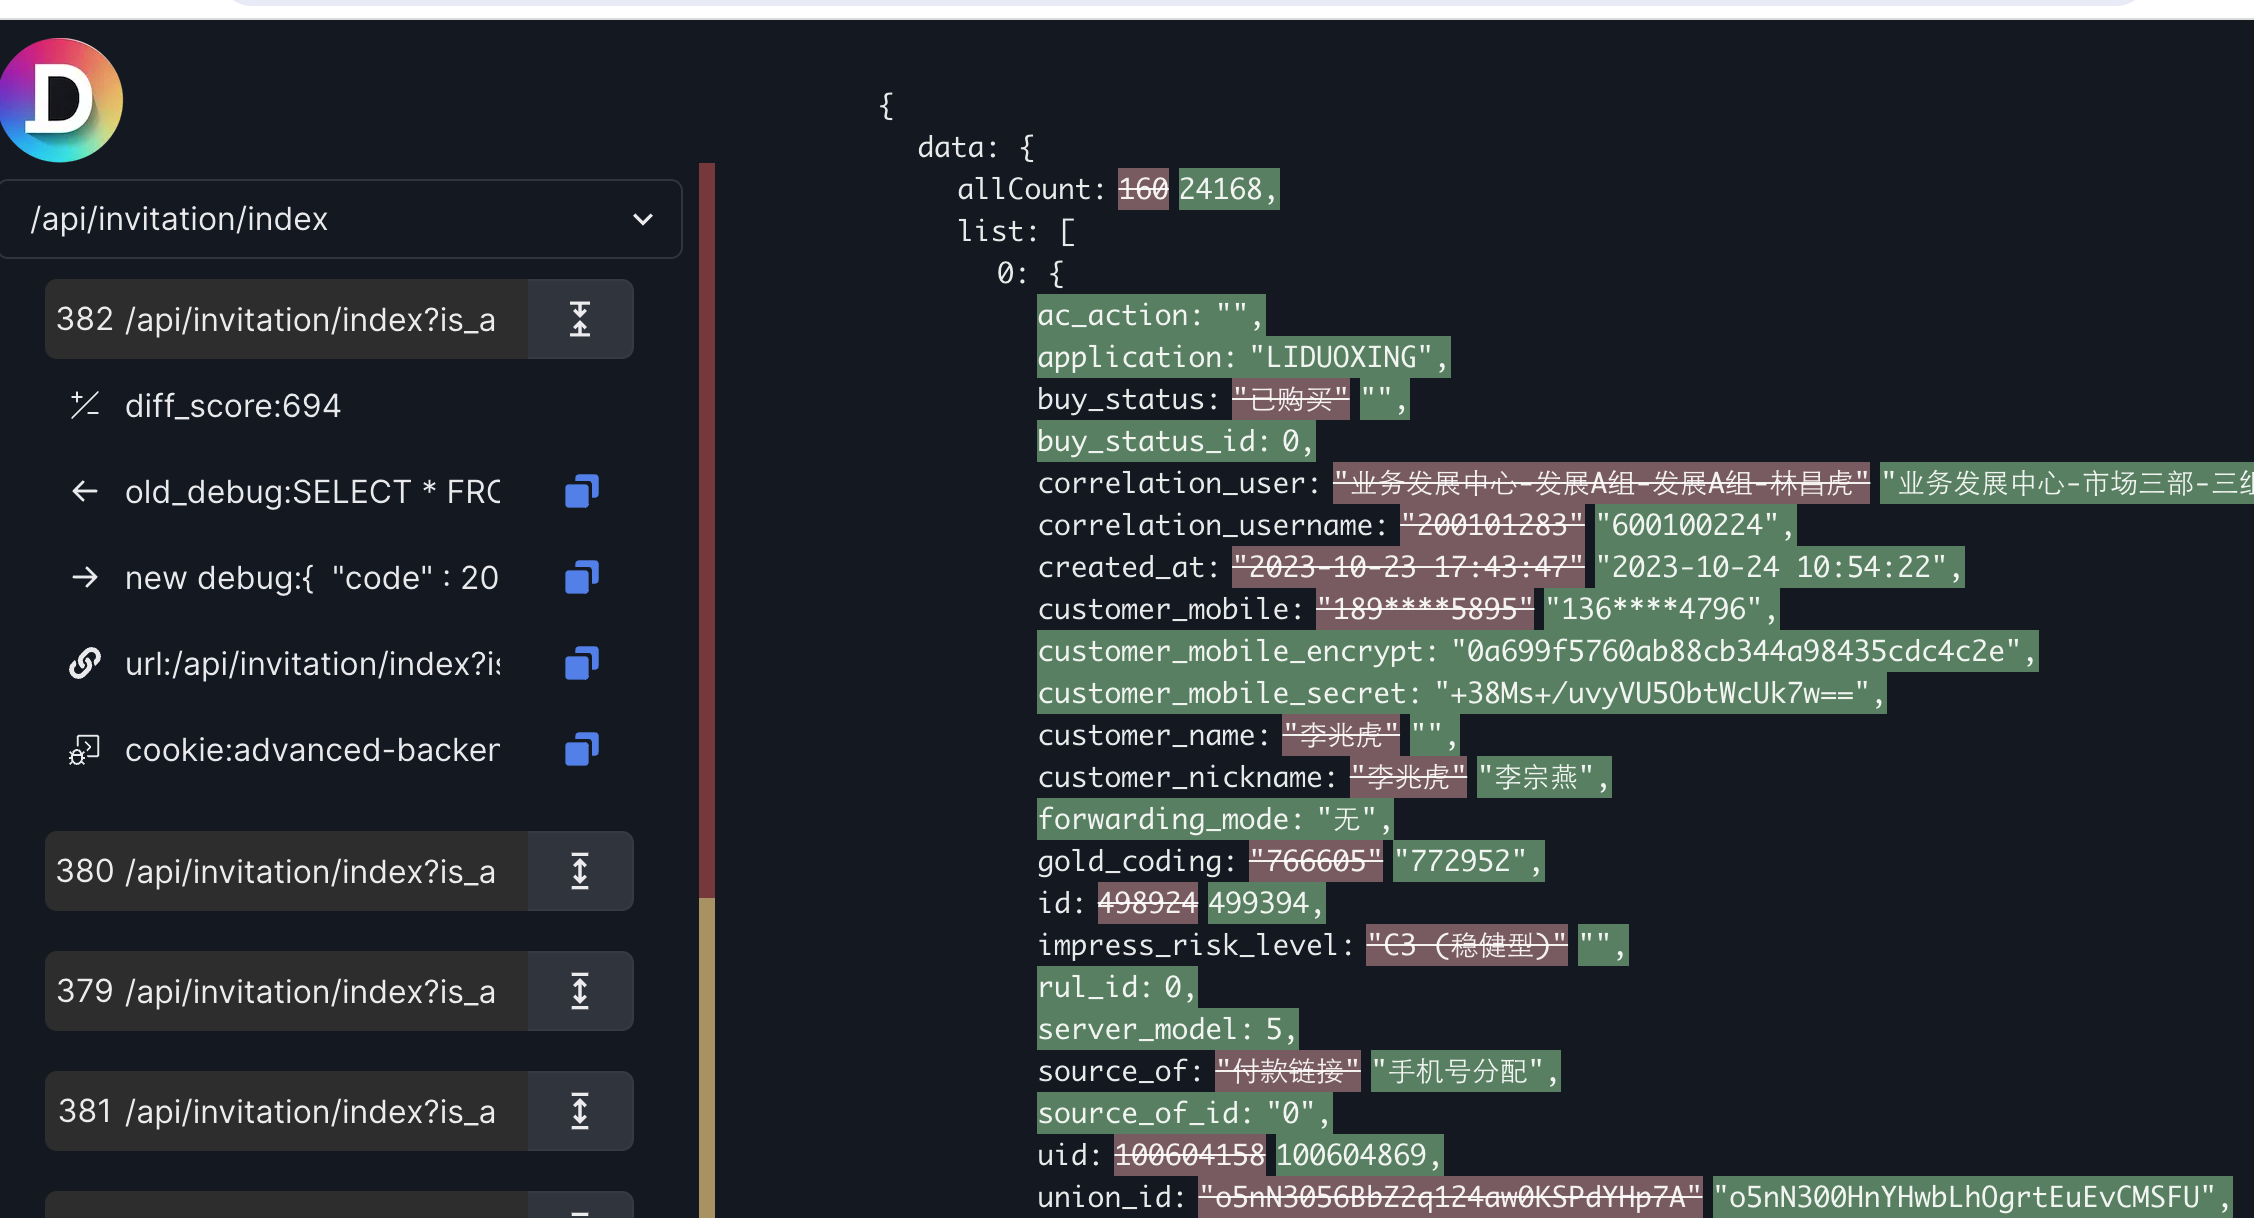 D
/api/invitation/index
382 /api/invitation/index?is_a
diff_score:694
old_debug:SELECT * FRO
new debug:{ "code" : 20
url:/api/invitation/index?is
cookie:advanced-backen
380 /api/invitation/index?is_a
379 /api/invitation/index?is_a
381 /api/invitation/index?is_a
{
data: {
allCount: 160 24168,
list: [
0: {
ac_action: "",
application: "LIDUOXING",
buy_status: "已购买" "",
buy_status_id: 0,
correlation_user: "业务发展中心-发展A组-发展A组-林昌虎" "业务发展中心-市场三部-三组
correlation_username: "200101283" "600100224",
created_at: "2023-10-23 17:43:47" "2023-10-24 10:54:22",
customer_mobile: "189****5895" "136****4796",
customer_mobile_encrypt: "0a699f5760ab88cb344a98435cdc4c2e",
customer_mobile_secret: "+38Ms+/uvyVU5ObtWcUk7w==",
customer_name: "李兆虎" "",
customer_nickname: "李兆虎" "李宗燕",
forwarding_mode: "无",
gold_coding: "766605" "772952",
id: 498924 499394,
impress_risk_level: "C3 (稳健型)" "",
rul_id: 0,
server_model: 5,
source_of: "付款链接" "手机号分配",
source_of_id: "0",
uid: 100604158 100604869,
union_id: "o5nN3056BbZ2q124aw0KSPdYHp7A" "o5nN300HnYHwbLhOgrtEuEvCMSFU",